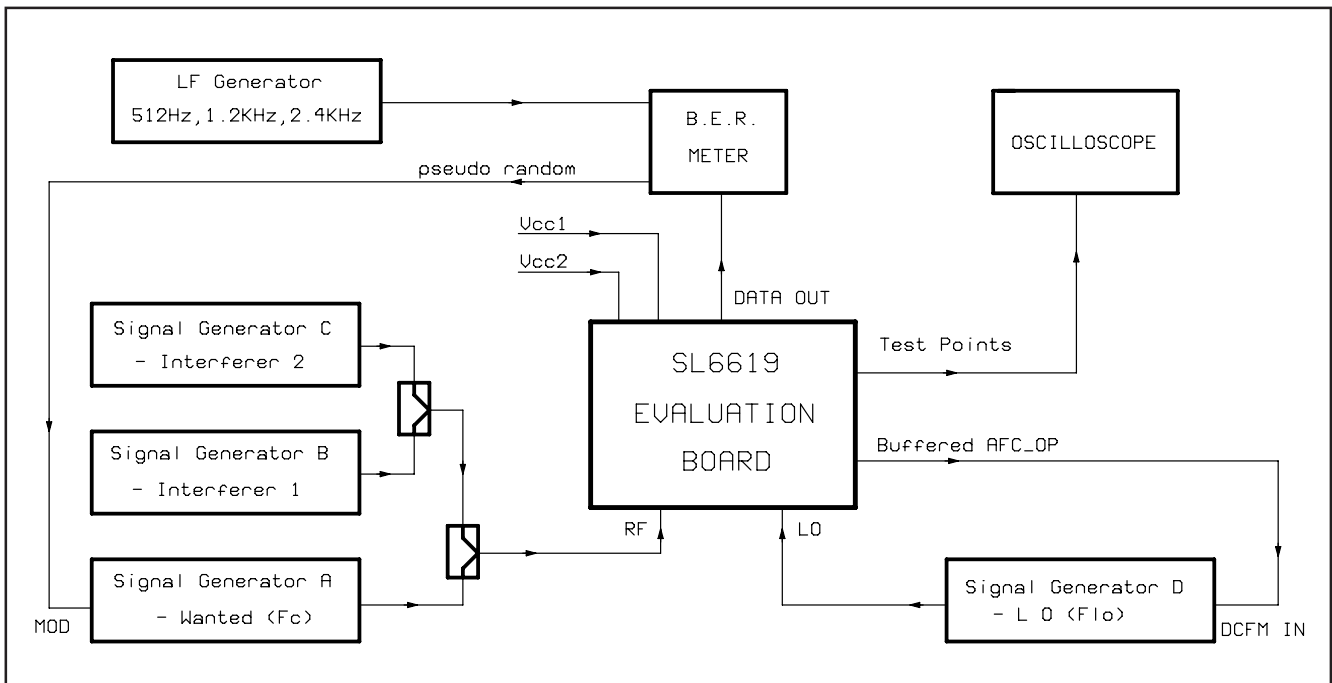 LF Generator
512Hz,1.2KHz,2.4KHz
B.E.R.
METER
OSCILLOSCOPE
pseudo random
Vcc1
Vcc2
DATA OUT
Signal Generator C
- Interferer 2
SL6619
EVALUATION
BOARD
Test Points
Signal Generator B
- Interferer 1
Buffered AFC_OP
RF
LO
Signal Generator A
- Wanted (Fc)
MOD
Signal Generator D
- L O (Flo)
DCFM IN